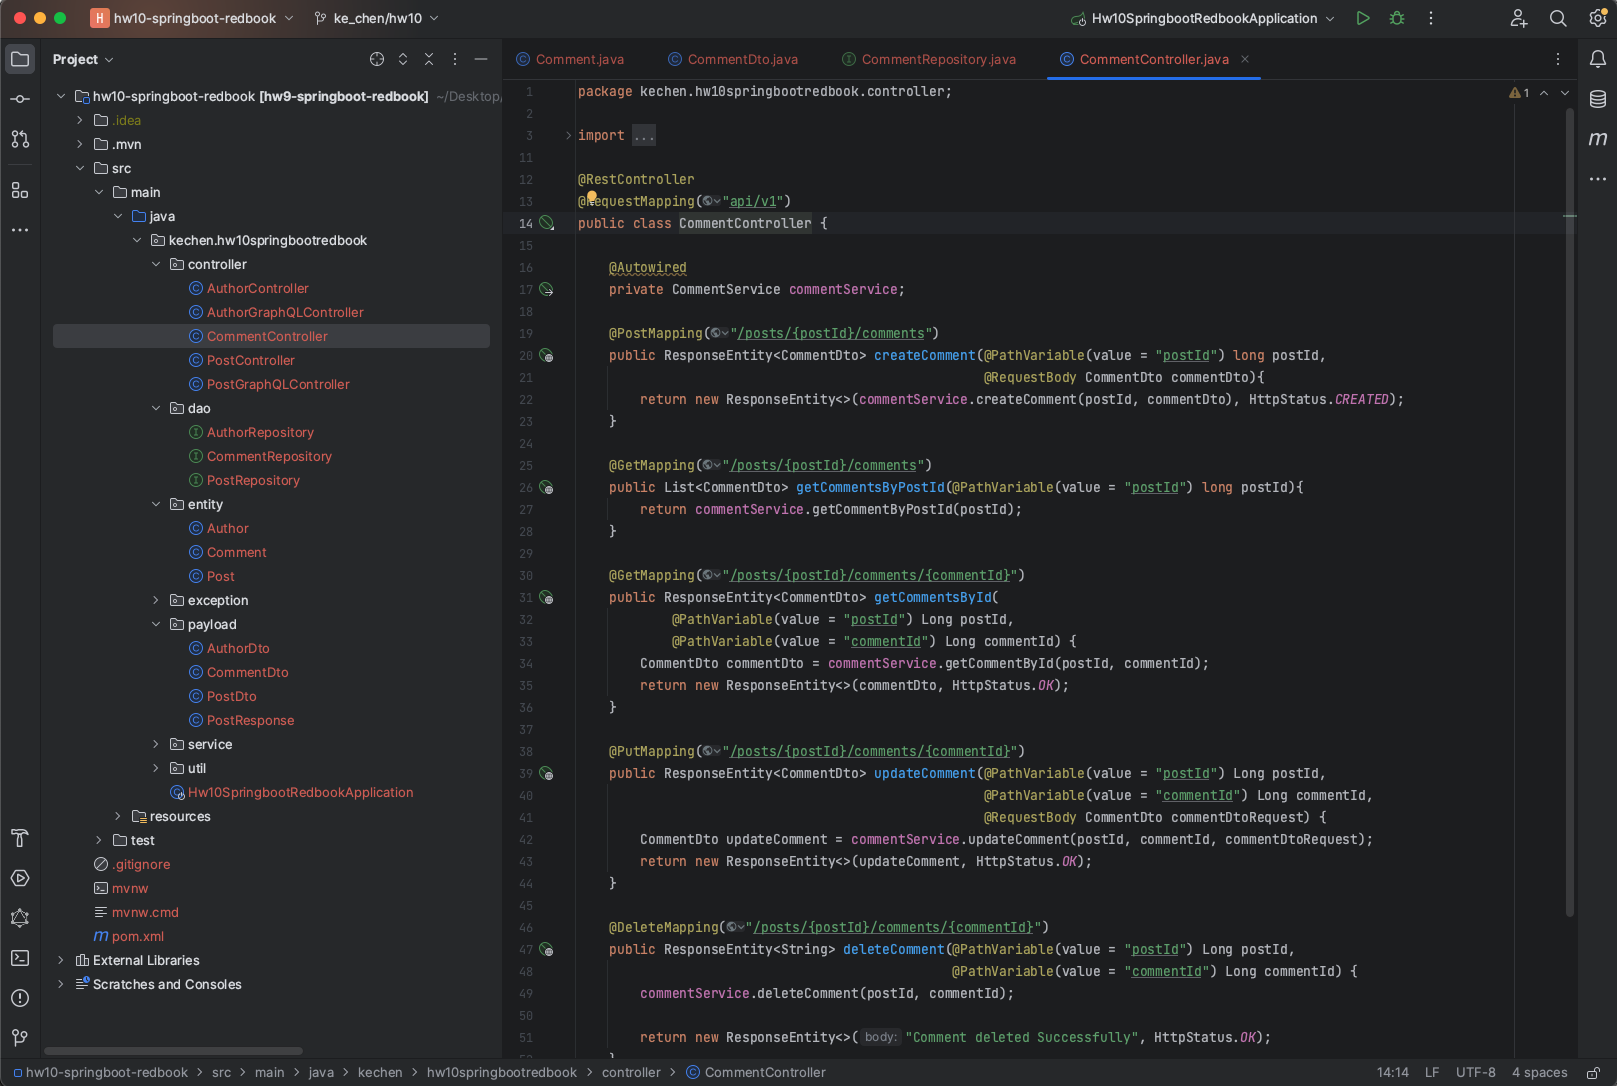 H hw10-springboot-redbook ke_chen/hw10 Hw10SpringbootRedbookApplication
Project
hw10-springboot-redbook [hw9-springboot-redbook] ~/Desktop/
.idea
.mvn
src
main
java
kechen.hw10springbootredbook
controller
AuthorController
AuthorGraphQLController
CommentController
PostController
PostGraphQLController
dao
AuthorRepository
CommentRepository
PostRepository
entity
Author
Comment
Post
exception
payload
AuthorDto
CommentDto
PostDto
PostResponse
service
util
Hw10SpringbootRedbookApplication
resources
test
.gitignore
mvnw
mvnw.cmd
m pom.xml
External Libraries
Scratches and Consoles
Comment.java CommentDto.java CommentRepository.java CommentController.java
1 package kechen.hw10springbootredbook.controller; 1
2
3 import ...
11
12 @RestController
13 @RequestMapping("api/v1")
14 public class CommentController {
15
16 @Autowired
17 private CommentService commentService;
18
19 @PostMapping("/posts/{postId}/comments")
20 public ResponseEntity<CommentDto> createComment(@PathVariable(value = "postId") long postId,
21 @RequestBody CommentDto commentDto){
22 return new ResponseEntity<>(commentService.createComment(postId, commentDto), HttpStatus.CREATED);
23 }
24
25 @GetMapping("/posts/{postId}/comments")
26 public List<CommentDto> getCommentsByPostId(@PathVariable(value = "postId") long postId){
27 return commentService.getCommentByPostId(postId);
28 }
29
30 @GetMapping("/posts/{postId}/comments/{commentId}")
31 public ResponseEntity<CommentDto> getCommentsById(
32 @PathVariable(value = "postId") Long postId,
33 @PathVariable(value = "commentId") Long commentId) {
34 CommentDto commentDto = commentService.getCommentById(postId, commentId);
35 return new ResponseEntity<>(commentDto, HttpStatus.OK);
36 }
37
38 @PutMapping("/posts/{postId}/comments/{commentId}")
39 public ResponseEntity<CommentDto> updateComment(@PathVariable(value = "postId") Long postId,
40 @PathVariable(value = "commentId") Long commentId,
41 @RequestBody CommentDto commentDtoRequest) {
42 CommentDto updateComment = commentService.updateComment(postId, commentId, commentDtoRequest);
43 return new ResponseEntity<>(updateComment, HttpStatus.OK);
44 }
45
46 @DeleteMapping("/posts/{postId}/comments/{commentId}")
47 public ResponseEntity<String> deleteComment(@PathVariable(value = "postId") Long postId,
48 @PathVariable(value = "commentId") Long commentId) {
49 commentService.deleteComment(postId, commentId);
50
51 return new ResponseEntity<>( body: "Comment deleted Successfully", HttpStatus.OK);
m
hw10-springboot-redbook > src > main > java > kechen > hw10springbootredbook > controller > CommentController 14:14 LF UTF-8 4 spaces